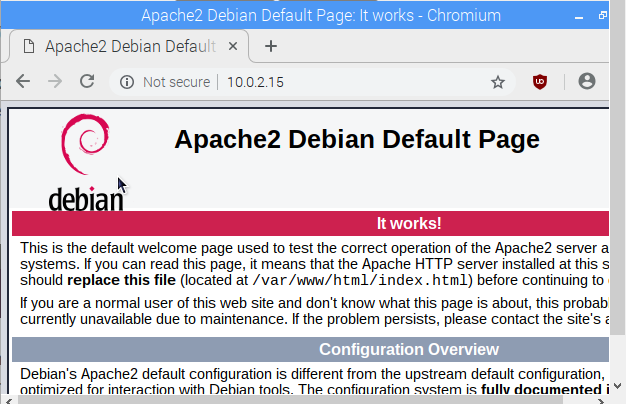 Apache2 Debian Default Page: It works - Chromium
Apache2 Debian Default
Not secure 10.0.2.15
debian
Apache2 Debian Default Page
It works!
This is the default welcome page used to test the correct operation of the Apache2 server a
systems. If you can read this page, it means that the Apache HTTP server installed at this s
should replace this file (located at /var/www/html/index.html) before continuing to
If you are a normal user of this web site and don't know what this page is about, this probab
currently unavailable due to maintenance. If the problem persists, please contact the site's a
Configuration Overview
Debian's Apache2 default configuration is different from the upstream default configuration,
optimized for interaction with Debian tools. The configuration system is fully documented i